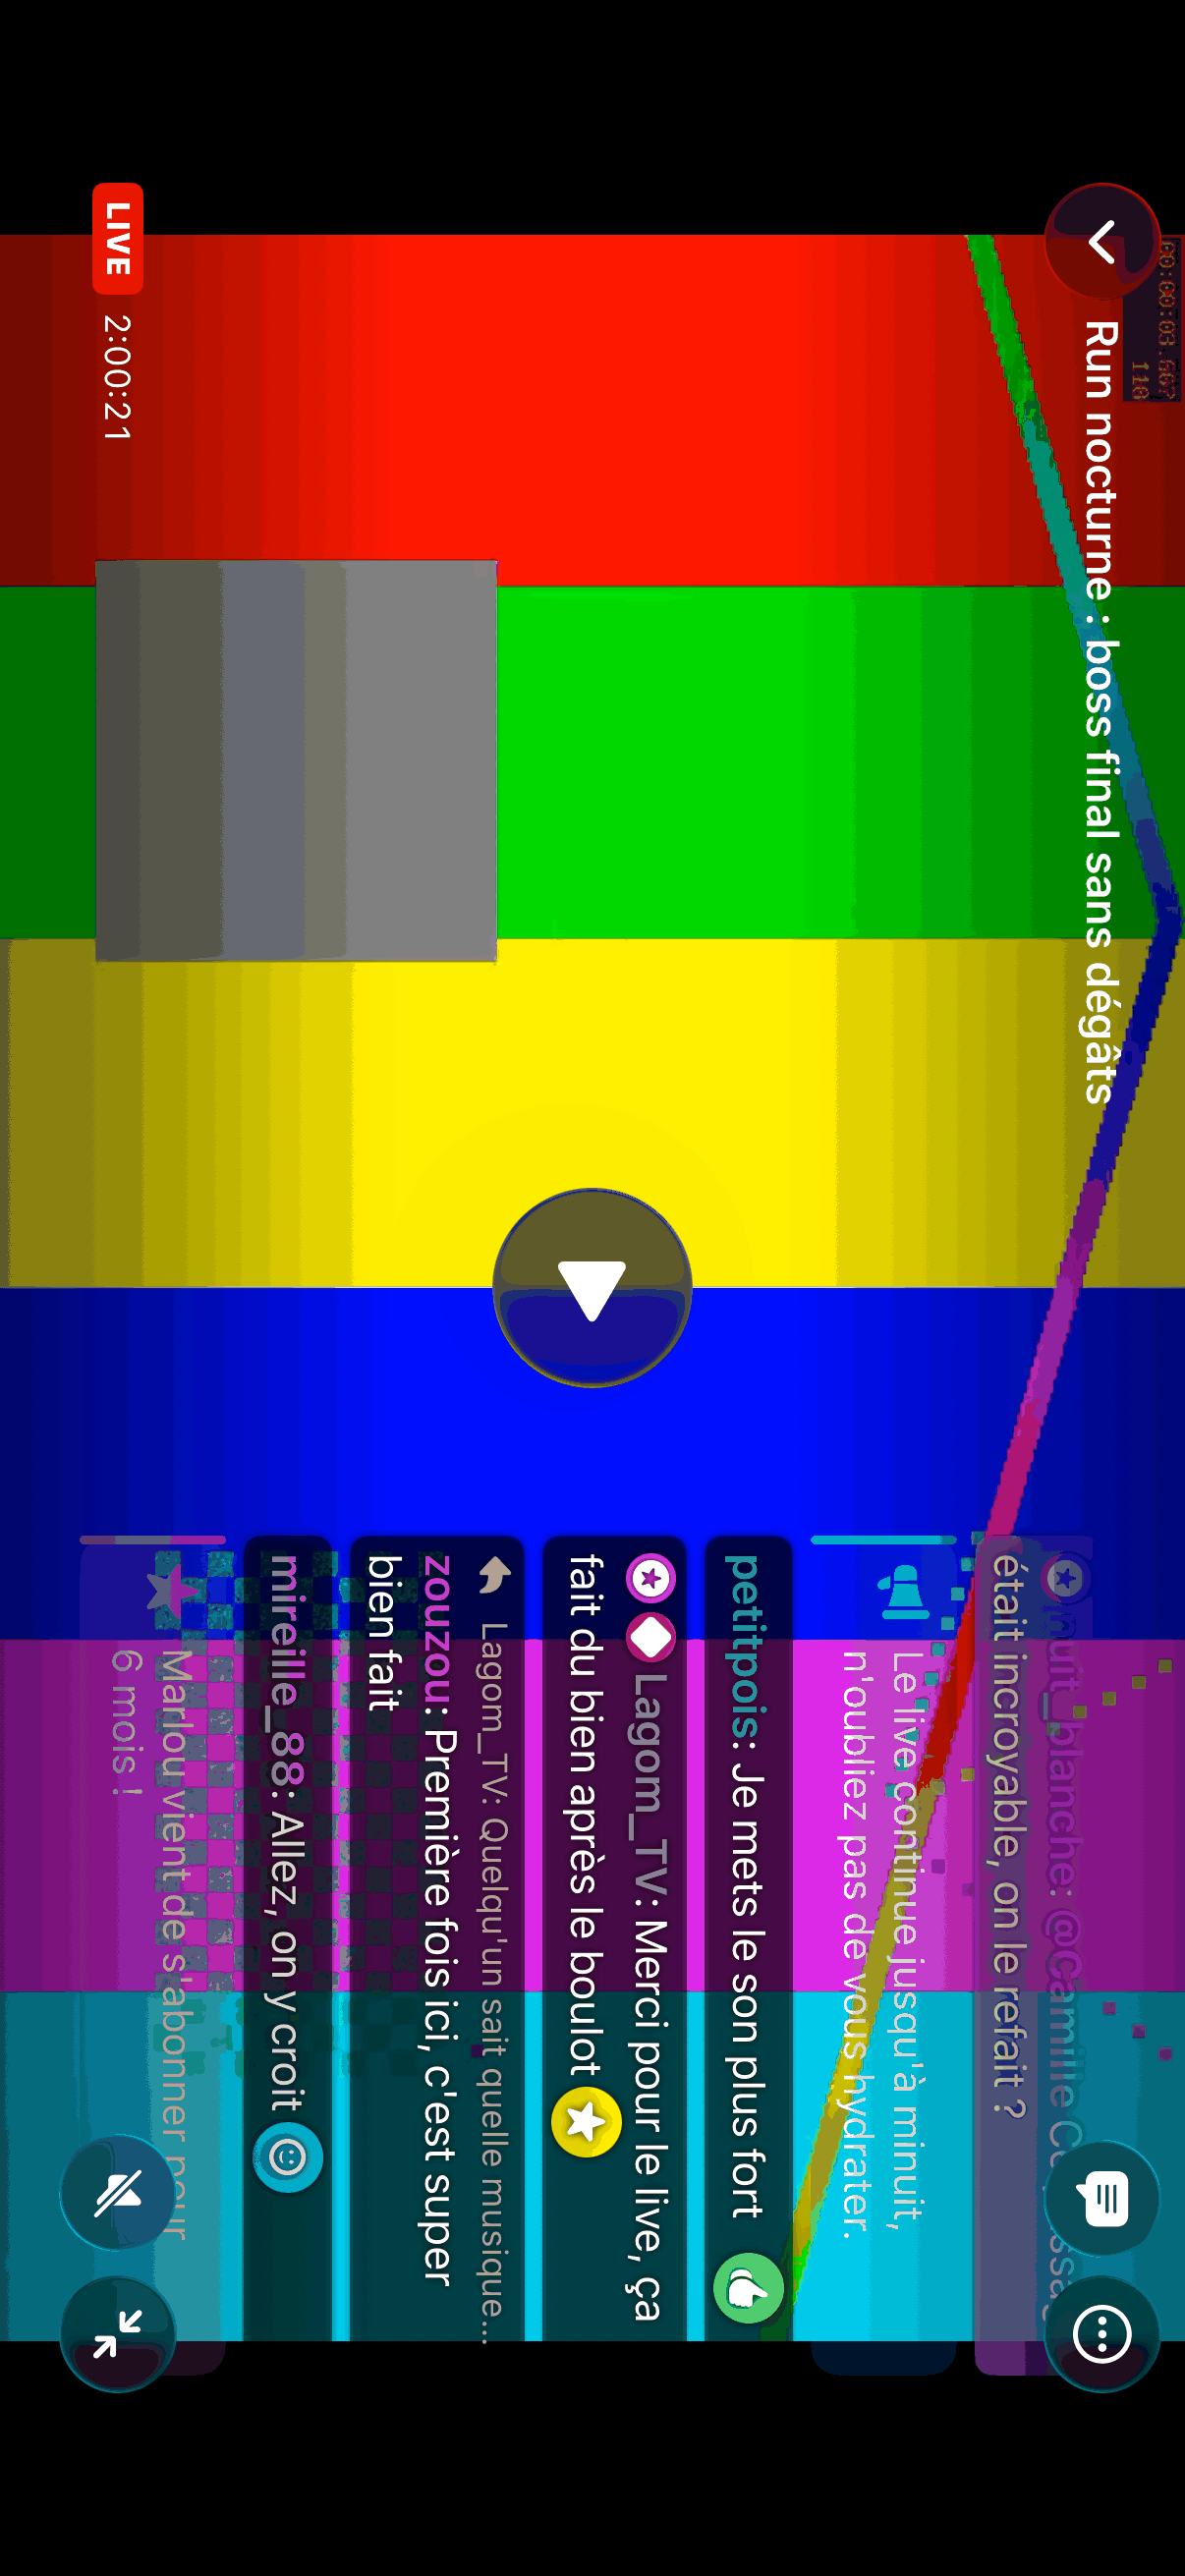 Run nocturne : boss final sans dégâts
nuit_blanche: @Camille Ce
était incroyable, on le refait ?
Le live continue jusqu'à minuit,
n'oubliez pas de vous hydrater.
petitpois: Je mets le son plus fort
Lagom_TV: Merci pour le live, ça
fait du bien après le boulot
Lagom_TV: Quelqu'un sait quelle musique…
zouzou: Première fois ici, c'est super
bien fait
mireille_88: Allez, on y croit
Marlou vient de s'abonner pour
6 mois !
LIVE 2:00:21